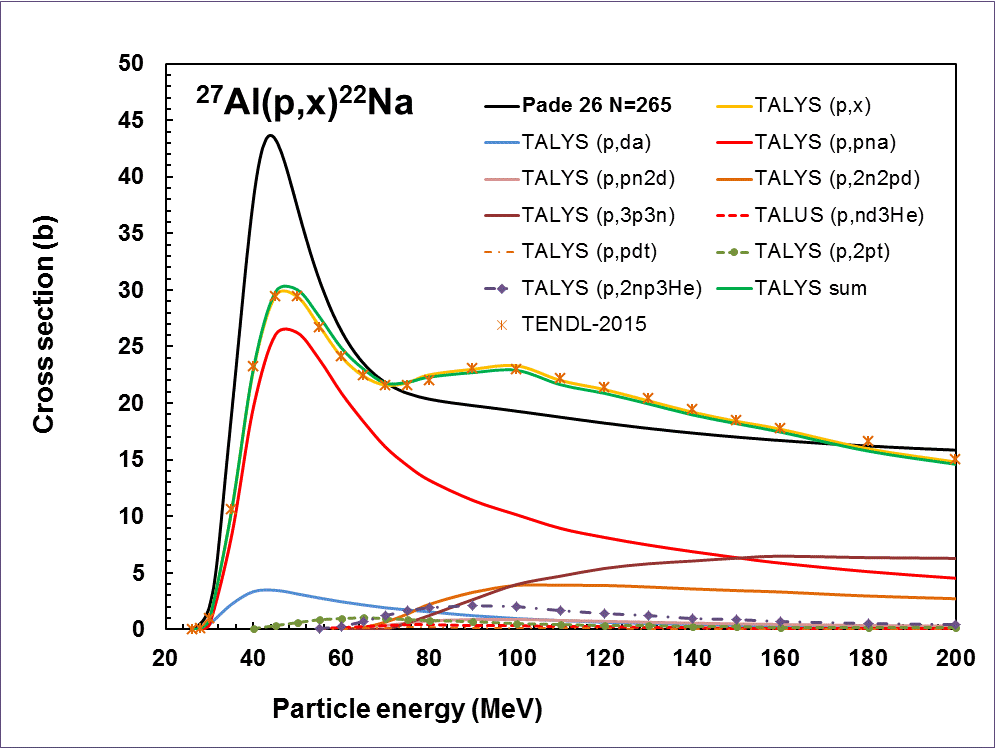 50
45
40
35
30
25
20
15
10
5
0
20 40 60 80 100 120 140 160 180 200
Cross section (b)
Particle energy (MeV)
²⁷Al(p,x)²²Na
Pade 26 N=265 TALYS (p,x)
TALYS (p,da) TALYS (p,pna)
TALYS (p,pn2d) TALYS (p,2n2pd)
TALYS (p,3p3n) TALUS (p,nd3He)
TALYS (p,pdt) TALYS (p,2pt)
TALYS (p,2np3He) TALYS sum
TENDL-2015